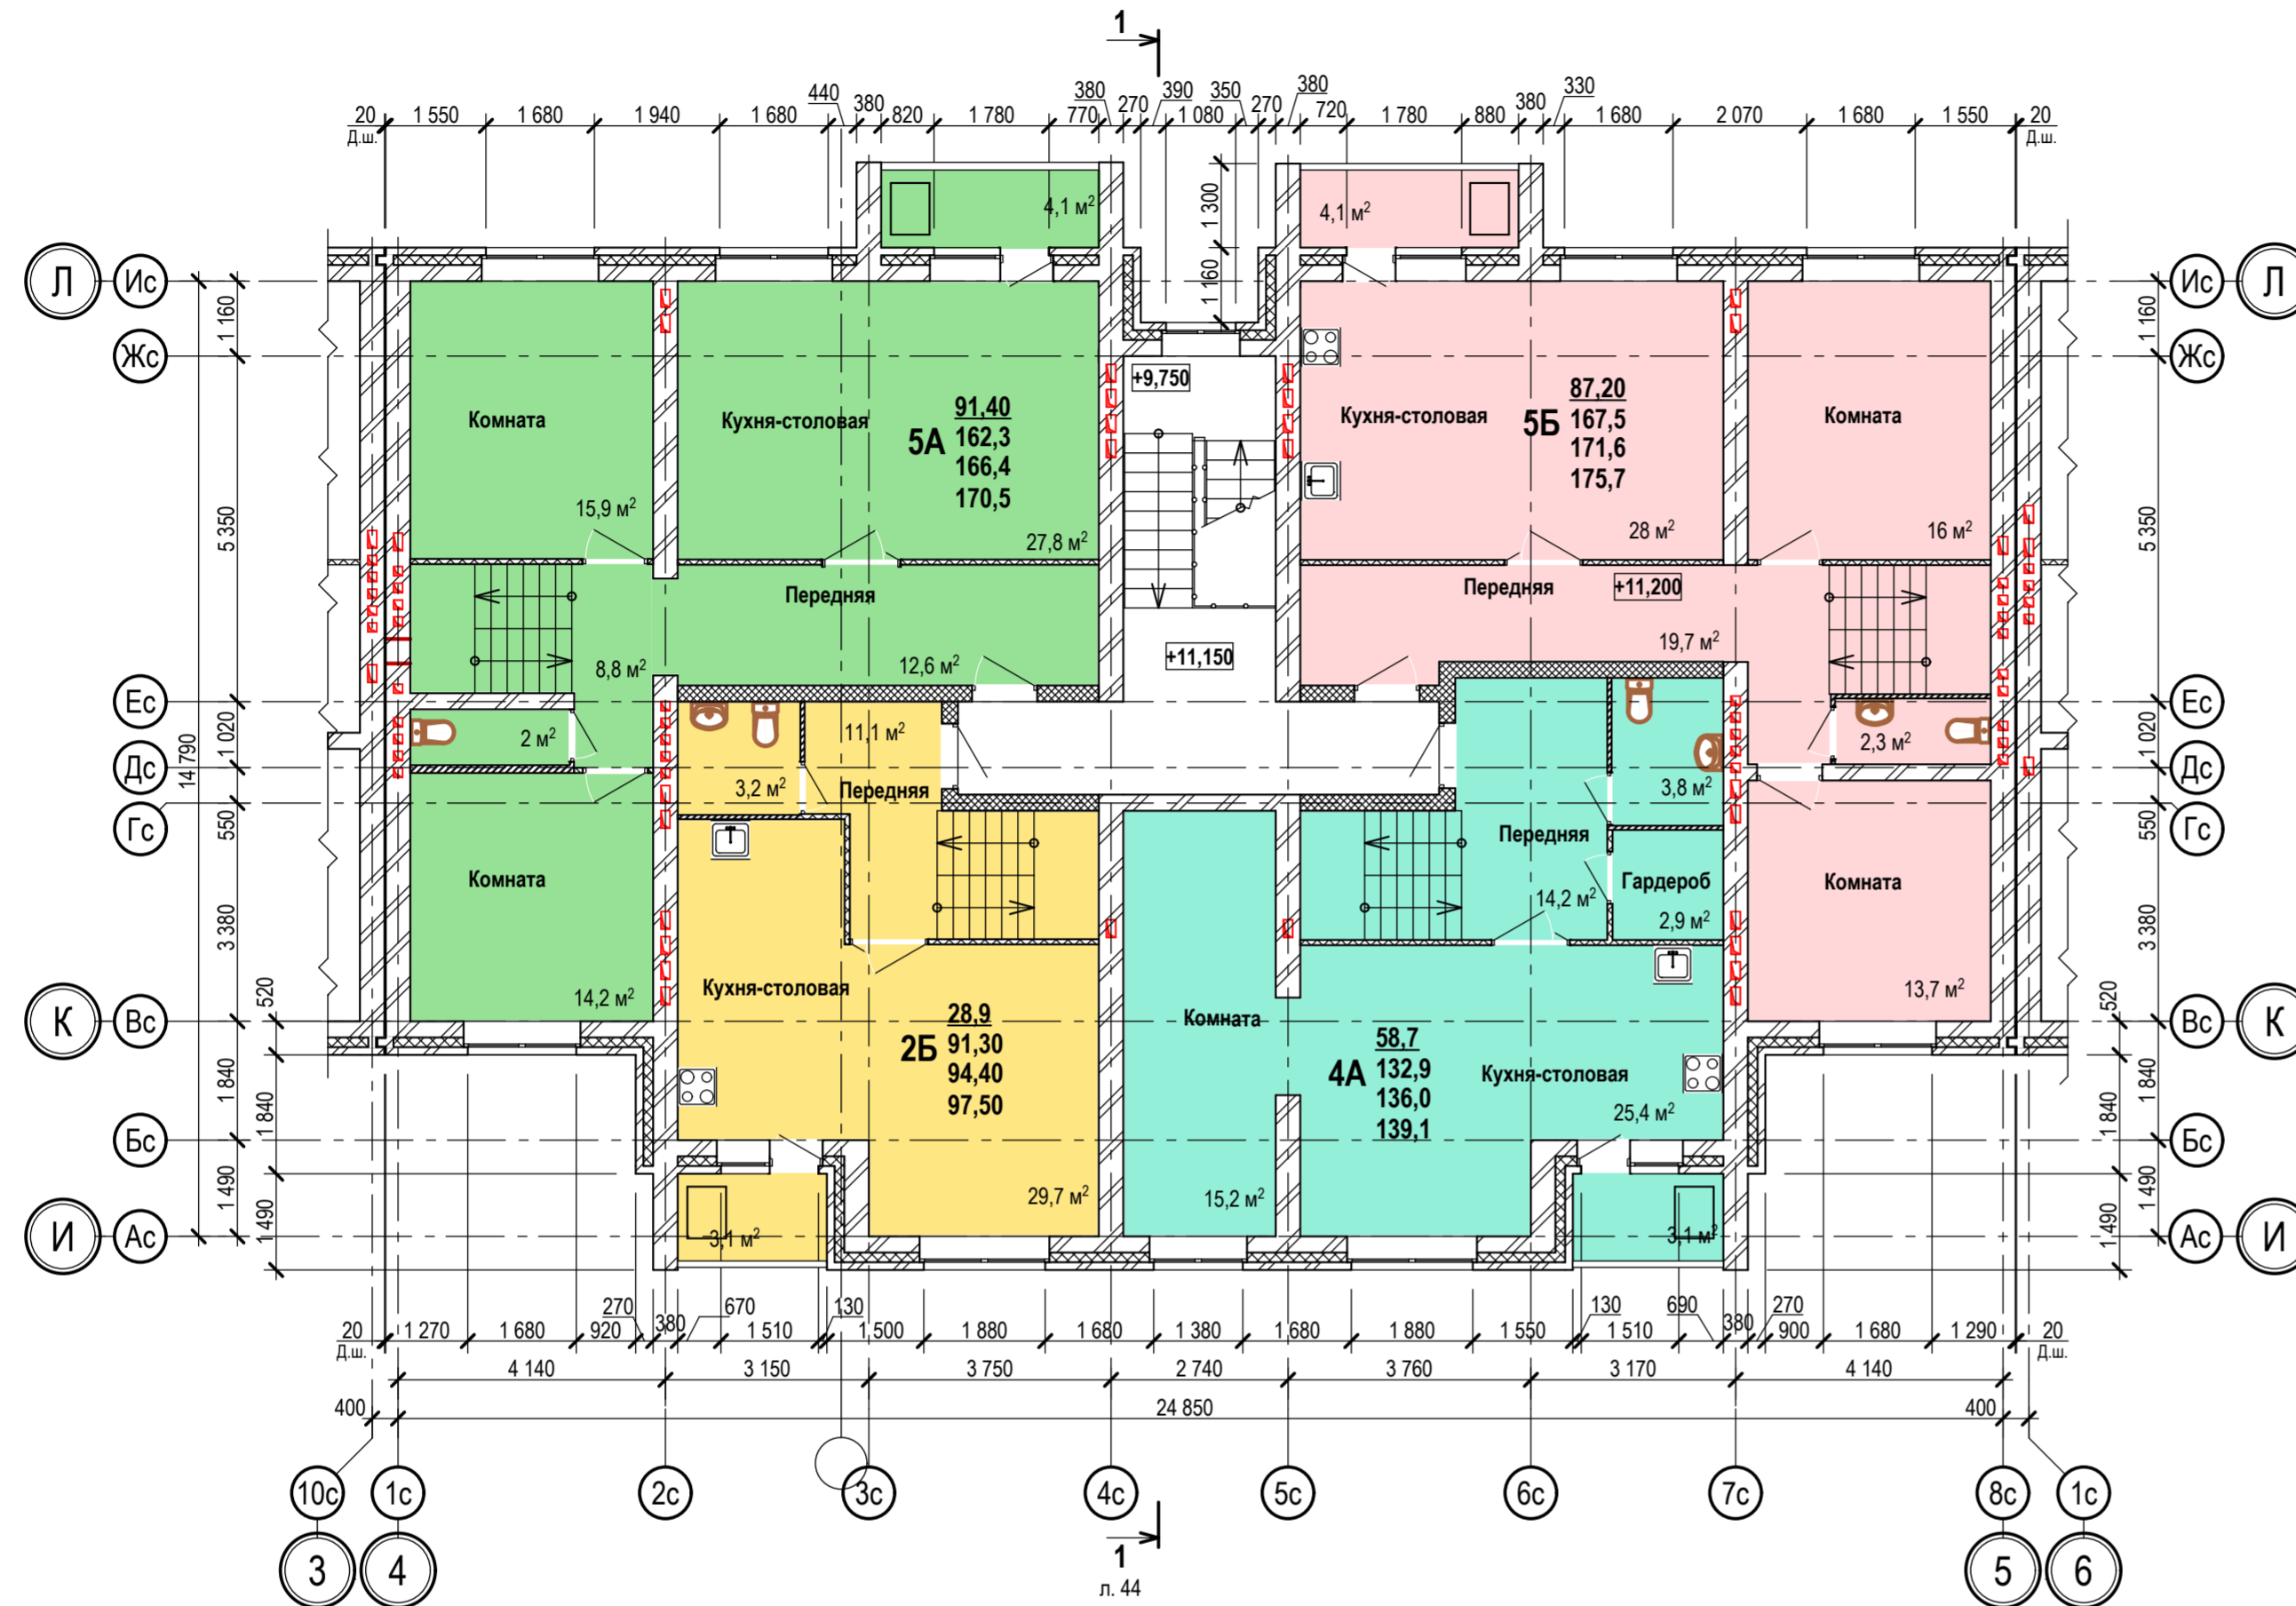 1
440 380 380 390 350 380 380 330
20 1 550 1 680 1 940 1 680 820 1 780 770 270 1 080 270 720 1 780 880 1 680 2 070 1 680 1 550 20
Д.ш. Д.ш.
1 300
4,1 м² 4,1 м²
Л Ис Ис Л
1 160 1 160 1 160
Жс Жс
+9,750
5А
91,40
162,3
166,4
170,5
5Б
87,20
167,5
171,6
175,7
Комната Кухня-столовая Кухня-столовая Комната
15,9 м² 27,8 м² 28 м² 16 м²
5 350 5 350
Передняя Передняя +11,200
8,8 м² 12,6 м² +11,150 19,7 м²
Ес Ес
1 020 1 020
14 790
2 м² 11,1 м² 2,3 м²
Дс Дс
3,2 м² Передняя 3,8 м²
Гс Гс
550 550
Передняя
Комната Гардероб Комната
14,2 м² 2,9 м²
3 380 3 380
14,2 м² 13,7 м²
520 520
Кухня-столовая Комната
К Вс Вс К
2Б
28,9
91,30
94,40
97,50
4А
58,7
132,9
136,0
139,1
Кухня-столовая
25,4 м²
1 840 1 840 1 840 1 840
Бс Бс
29,7 м² 15,2 м²
1 490 1 490 1 490 1 490
3,1 м² 3,1 м²
И Ас Ас И
270 380 670 130 130 690 380 270
20 1 270 1 680 920 1 510 1 500 1 880 1 680 1 380 1 680 1 880 1 550 1 510 900 1 680 1 290 20
Д.ш. Д.ш.
4 140 3 150 3 750 2 740 3 760 3 170 4 140
400 24 850 400
10с 1с 2с 3с 4с 5с 6с 7с 8с 1с
3 4 5 6
1
л. 44